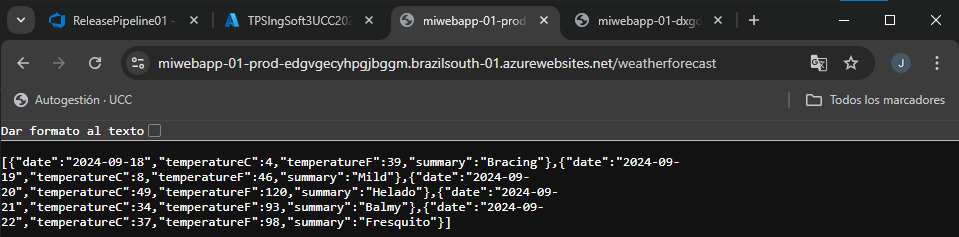 ReleasePipeline01 -
TPSIngSoft3UCC202
miwebapp-01-prod
miwebapp-01-dxgd
miwebapp-01-prod-edgvgecyhpgjbggm.brazilsouth-01.azurewebsites.net/weatherforecast
J
Autogestión · UCC
Todos los marcadores
Dar formato al texto
[{"date":"2024-09-18","temperatureC":4,"temperatureF":39,"summary":"Bracing"},{"date":"2024-09-
19","temperatureC":8,"temperatureF":46,"summary":"Mild"},{"date":"2024-09-
20","temperatureC":49,"temperatureF":120,"summary":"Helado"},{"date":"2024-09-
21","temperatureC":34,"temperatureF":93,"summary":"Balmy"},{"date":"2024-09-
22","temperatureC":37,"temperatureF":98,"summary":"Fresquito"}]